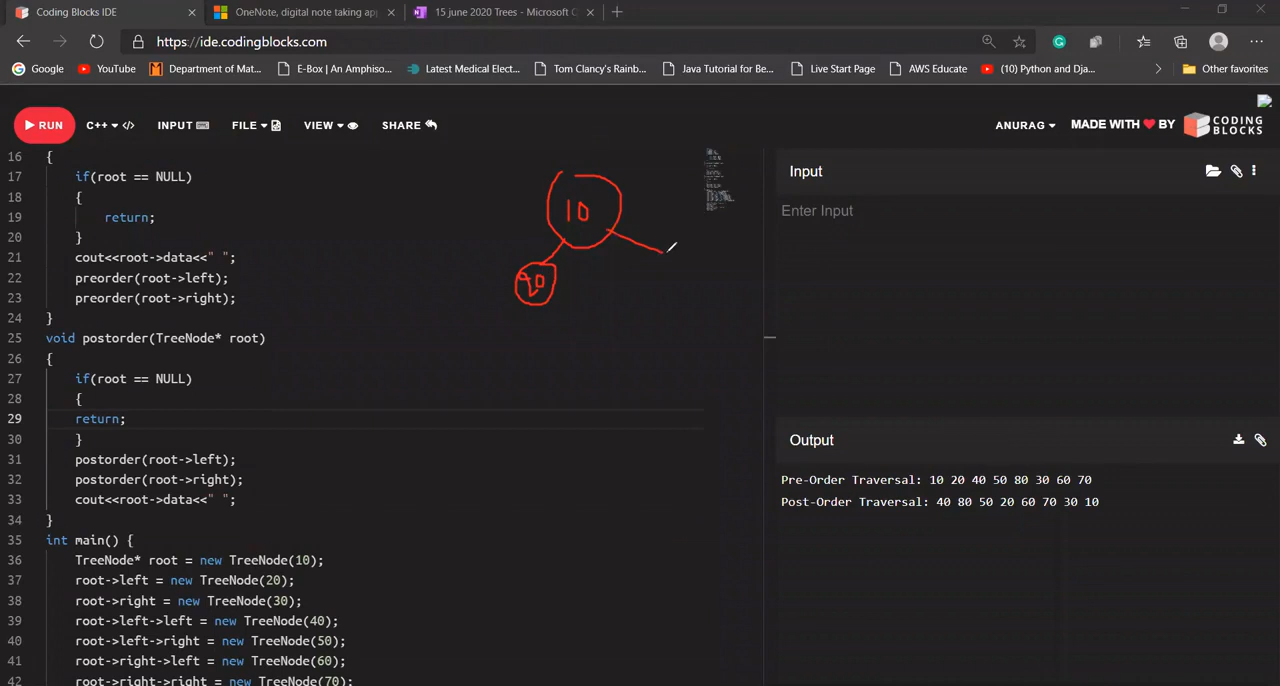 Coding Blocks IDE
OneNote, digital note taking ap
15 june 2020 Trees - Microsoft C
https://ide.codingblocks.com
Google YouTube Department of Mat... E-Box | An Amphiso... Latest Medical Elect... Tom Clancy's Rainb... Java Tutorial for Be... Live Start Page AWS Educate (10) Python and Dja... Other favorites
RUN C++ INPUT FILE VIEW SHARE ANURAG MADE WITH BY CODING BLOCKS
16 {
17 if(root == NULL)
18 {
19 return;
20 }
21 cout<<root->data<<" ";
22 preorder(root->left);
23 preorder(root->right);
24 }
25 void postorder(TreeNode* root)
26 {
27 if(root == NULL)
28 {
29 return;
30 }
31 postorder(root->left);
32 postorder(root->right);
33 cout<<root->data<<" ";
34 }
35 int main() {
36 TreeNode* root = new TreeNode(10);
37 root->left = new TreeNode(20);
38 root->right = new TreeNode(30);
39 root->left->left = new TreeNode(40);
40 root->left->right = new TreeNode(50);
41 root->right->left = new TreeNode(60);
42 root->right->right = new TreeNode(70);
10
Input
Enter Input
Output
Pre-Order Traversal: 10 20 40 50 80 30 60 70
Post-Order Traversal: 40 80 50 20 60 70 30 10